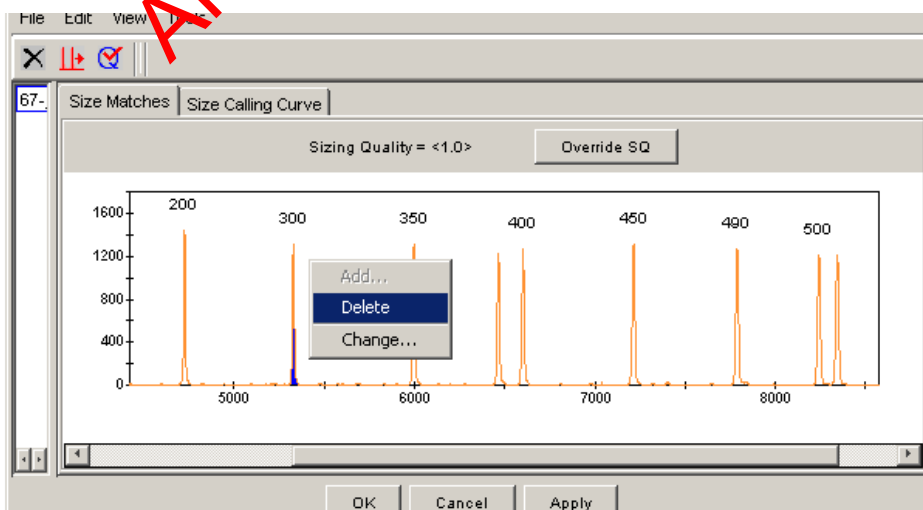 File Edit View Tools
67-
Size Matches Size Calling Curve
Sizing Quality = <1.0> Override SQ
200 300 350 400 450 490 500
1600
1200
800
400
0
Add...
Delete
Change...
5000 6000 7000 8000
OK Cancel Apply